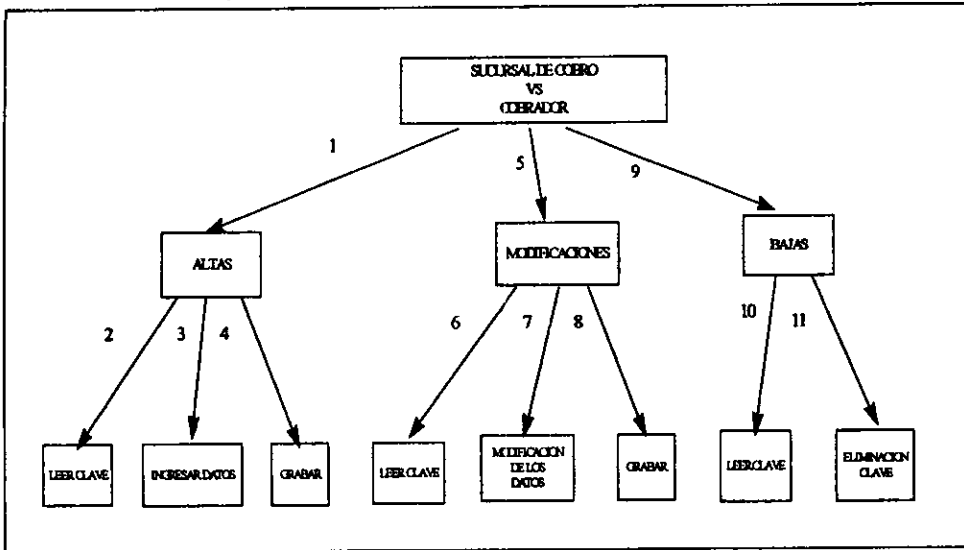 SUCURSAL DE COBRO
VS
COBRADOR
1
5
9
ALTAS
MODIFICACIONES
BAJAS
2
3
4
6
7
8
10
11
LEER CLAVE
INGRESAR DATOS
GRABAR
LEER CLAVE
MODIFICACION
DE LOS
DATOS
GRABAR
LEER CLAVE
ELIMINACION
CLAVE